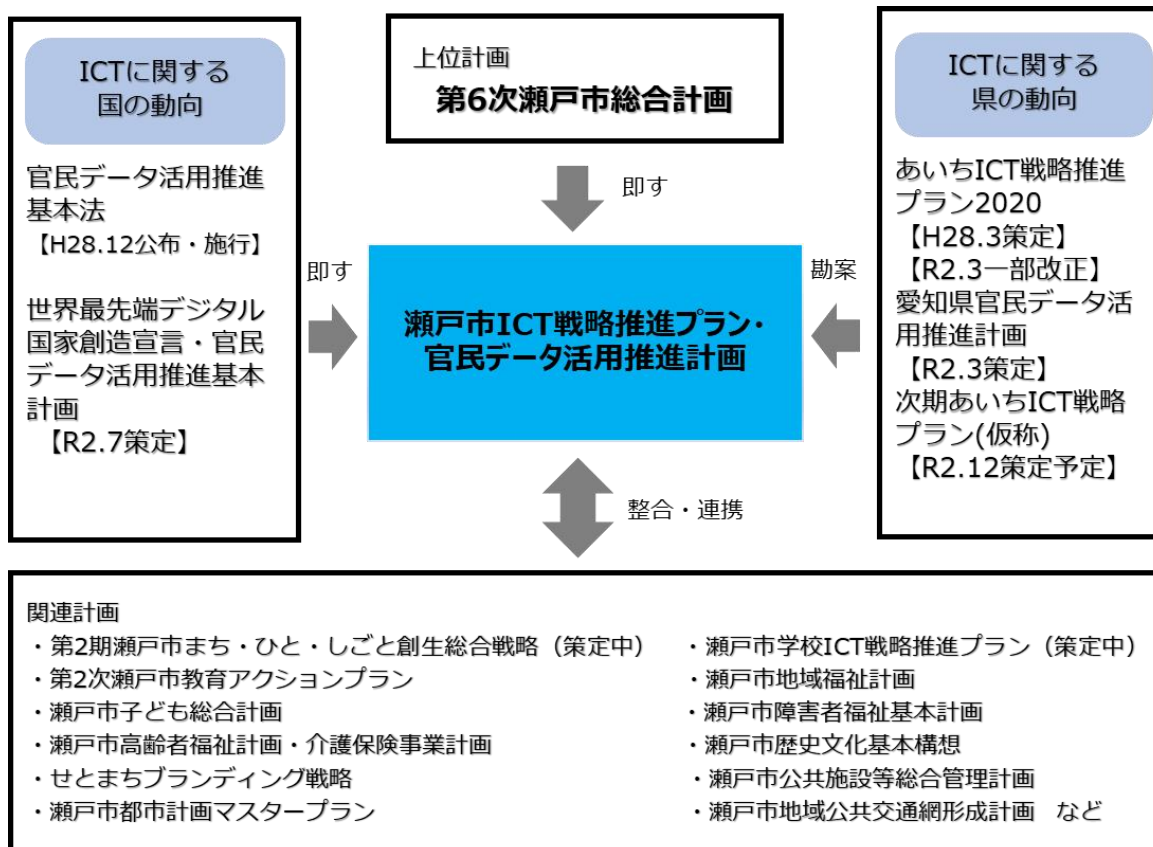 ICTに関する
国の動向
官民データ活用推進
基本法
【H28.12公布・施行】
世界最先端デジタル
国家創造宣言・官民
データ活用推進基本
計画
【R2.7策定】
即す
上位計画
第6次瀬戸市総合計画
即す
瀬戸市ICT戦略推進プラン・
官民データ活用推進計画
勘案
ICTに関する
県の動向
あいちICT戦略推進
プラン2020
【H28.3策定】
【R2.3一部改正】
愛知県官民データ活
用推進計画
【R2.3策定】
次期あいちICT戦略
プラン(仮称)
【R2.12策定予定】
整合・連携
関連計画
・第2期瀬戸市まち・ひと・しごと創生総合戦略（策定中）
・第2次瀬戸市教育アクションプラン
・瀬戸市子ども総合計画
・瀬戸市高齢者福祉計画・介護保険事業計画
・せとまちブランディング戦略
・瀬戸市都市計画マスタープラン
・瀬戸市学校ICT戦略推進プラン（策定中）
・瀬戸市地域福祉計画
・瀬戸市障害者福祉基本計画
・瀬戸市歴史文化基本構想
・瀬戸市公共施設等総合管理計画
・瀬戸市地域公共交通網形成計画　など